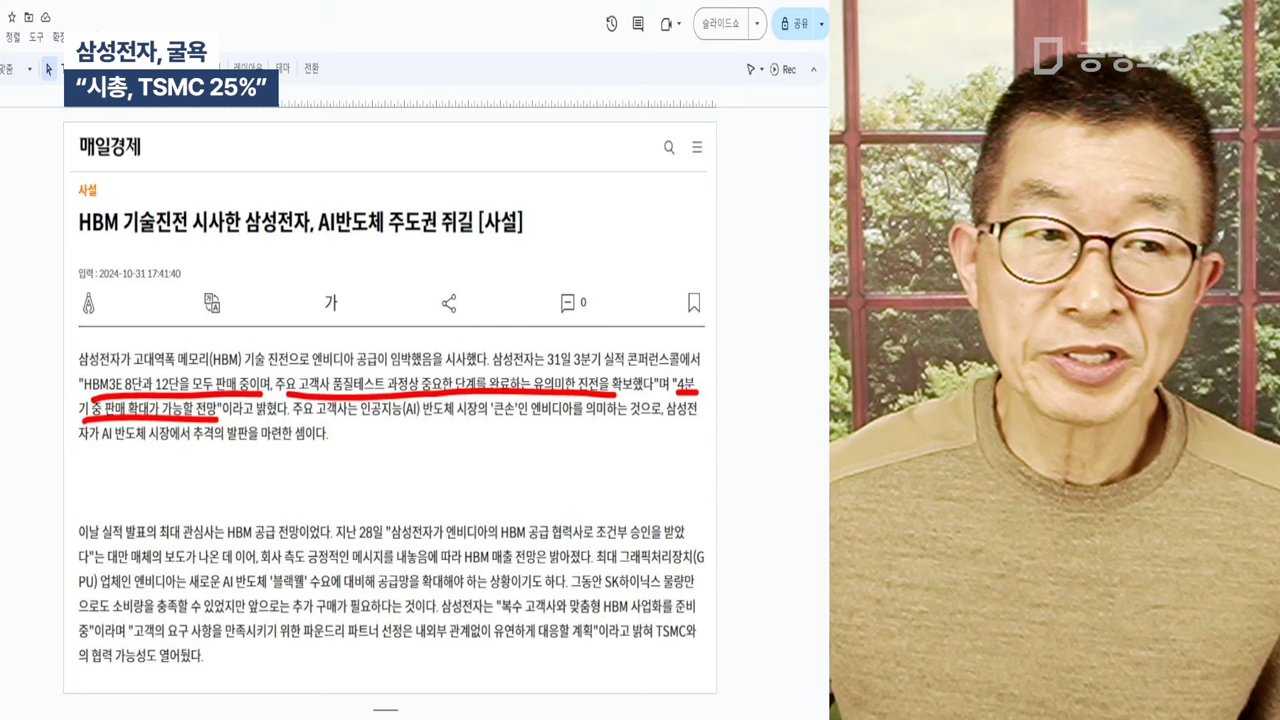 정렬 도구
삼성전자, 굴욕
“시총, TSMC 25%”
테마 전환
슬라이드쇼
공유
Rec
매일경제
사설
HBM 기술진전 시사한 삼성전자, AI반도체 주도권 쥐길 [사설]
입력 : 2024-10-31 17:41:40
가
0
삼성전자가 고대역폭 메모리(HBM) 기술 진전으로 엔비디아 공급이 임박했음을 시사했다. 삼성전자는 31일 3분기 실적 콘퍼런스콜에서
"HBM3E 8단과 12단을 모두 판매 중이며, 주요 고객사 품질테스트 과정상 중요한 단계를 완료하는 유의미한 진전을 확보했다"며 "4분
기 중 판매 확대가 가능할 전망"이라고 밝혔다. 주요 고객사는 인공지능(AI) 반도체 시장의 '큰손'인 엔비디아를 의미하는 것으로, 삼성전
자가 AI 반도체 시장에서 추격의 발판을 마련한 셈이다.
이날 실적 발표의 최대 관심사는 HBM 공급 전망이었다. 지난 28일 "삼성전자가 엔비디아의 HBM 공급 협력사로 조건부 승인을 받았
다"는 대만 매체의 보도가 나온 데 이어, 회사 측도 긍정적인 메시지를 내놓음에 따라 HBM 매출 전망은 밝아졌다. 최대 그래픽처리장치(G
PU) 업체인 엔비디아는 새로운 AI 반도체 '블랙웰' 수요에 대비해 공급망을 확대해야 하는 상황이기도 하다. 그동안 SK하이닉스 물량만
으로도 소비량을 충족할 수 있었지만 앞으로는 추가 구매가 필요하다는 것이다. 삼성전자는 "복수 고객사와 맞춤형 HBM 사업화를 준비
중"이라며 "고객의 요구 사항을 만족시키기 위한 파운드리 파트너 선정은 내외부 관계없이 유연하게 대응할 계획"이라고 밝혀 TSMC와
의 협력 가능성도 열어뒀다.